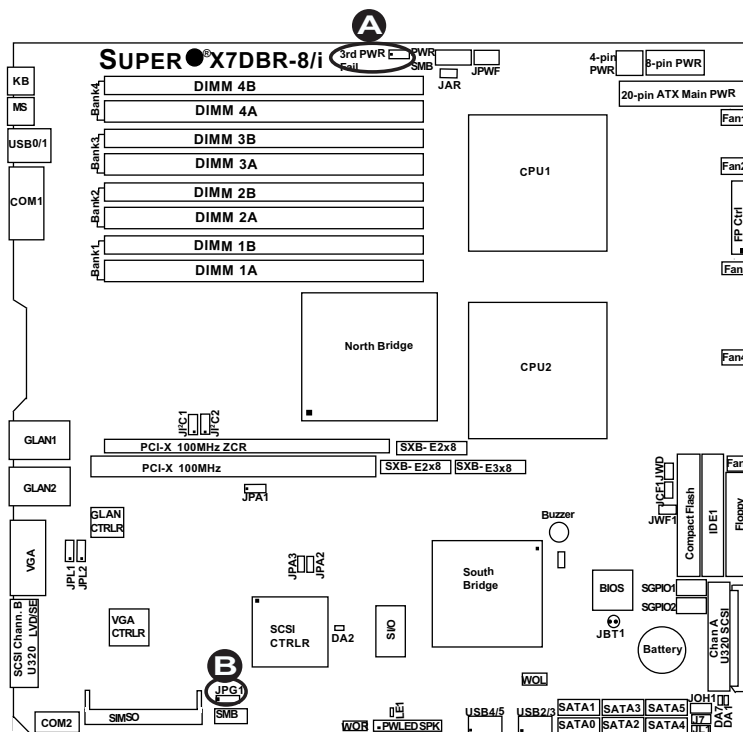 A
SUPER ®X7DBR-8/i
3rd PWR
Fail
PWR
SMB
JAR
JPWF
4-pin
PWR
8-pin PWR
20-pin ATX Main PWR
KB
MS
USB0/1
COM1
Bank4
DIMM 4B
DIMM 4A
Bank3
DIMM 3B
DIMM 3A
Bank2
DIMM 2B
DIMM 2A
Bank1
DIMM 1B
DIMM 1A
CPU1
Fan1
Fan2
FP Ctrl
Fan
North Bridge
CPU2
Fan4
JI²C1
JI²C2
GLAN1
PCI-X 100MHz ZCR
SXB- E2x8
PCI-X 100MHz
SXB- E2x8
SXB- E3x8
GLAN2
JPA1
GLAN
CTRLR
Buzzer
JWD
JCF1
JWF1
Compact Flash
IDE1
Fan
Floppy
VGA
JPL1
JPL2
JPA3
JPA2
South
Bridge
BIOS
SGPIO1
SGPIO2
SCSI Chann. B
U320 LVD/SE
VGA
CTRLR
SCSI
CTRLR
DA2
SIO
JBT1
Battery
Chan A
U320 SCSI
B
JPG1
WOL
SMB
SIMSO
COM2
LE1
WOR
PWLED
SPK
USB4/5
USB2/3
SATA1
SATA3
SATA5
JOH1
SATA0
SATA2
SATA4
J7
DA7
DA1